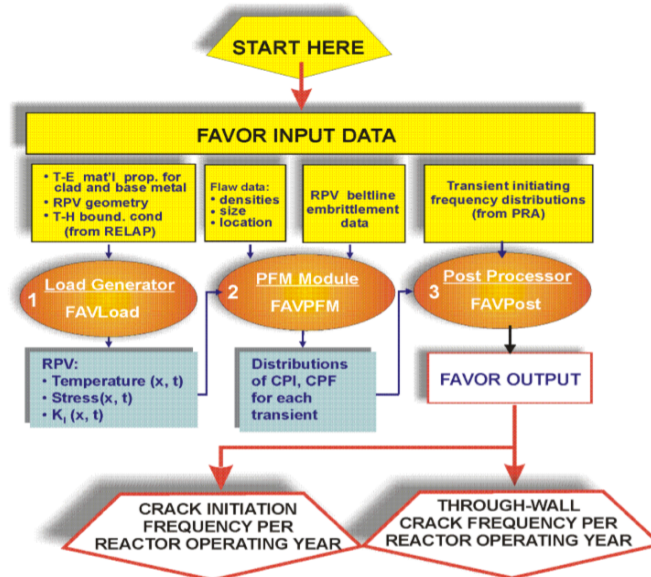 START HERE
FAVOR INPUT DATA
• T-E mat'l prop. for
clad and base metal
• RPV geometry
• T-H bound. cond
(from RELAP)
Flaw data:
• densities
• size
• location
RPV beltline
embrittlement
data
Transient initiating
frequency distributions
(from PRA)
1
Load Generator
FAVLoad
2
PFM Module
FAVPFM
3
Post Processor
FAVPost
RPV:
• Temperature (x, t)
• Stress(x, t)
• KI (x, t)
Distributions
of CPI, CPF
for each
transient
FAVOR OUTPUT
CRACK INITIATION
FREQUENCY PER
REACTOR OPERATING YEAR
THROUGH-WALL
CRACK FREQUENCY PER
REACTOR OPERATING YEAR